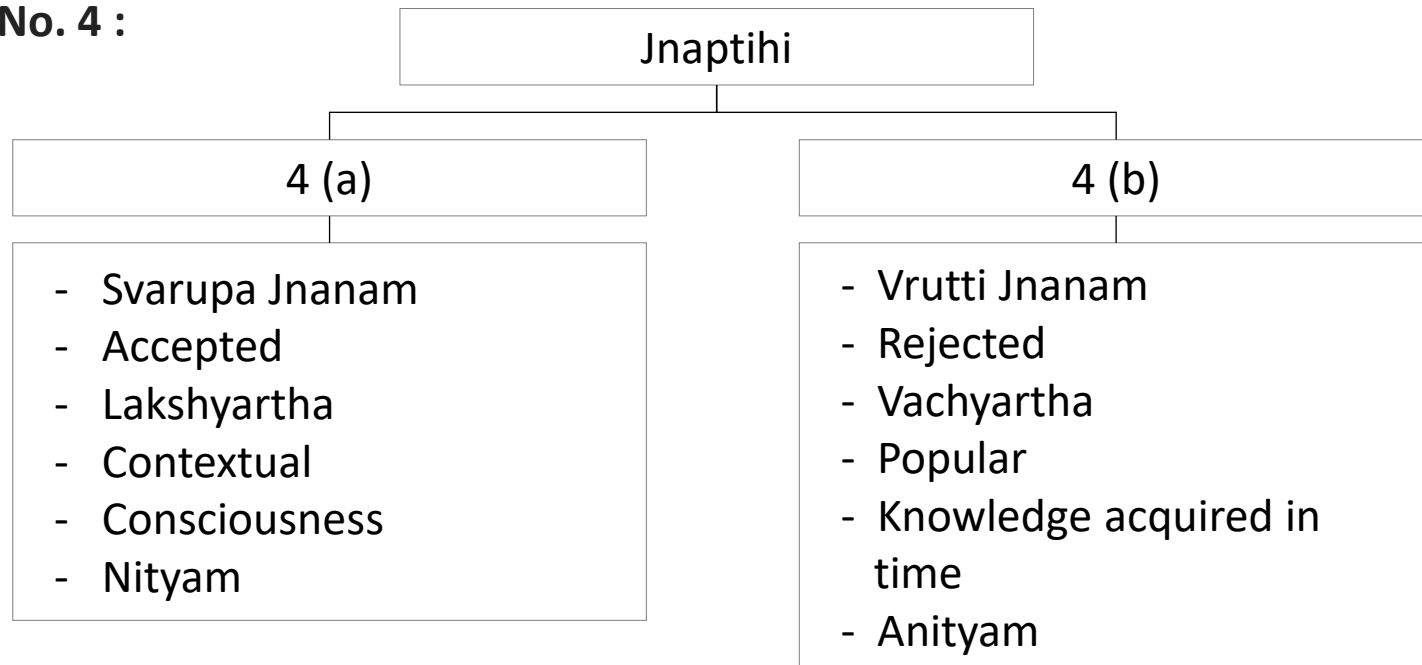 No. 4 :
Jnaptihi
4 (a)
4 (b)
- Svarupa Jnanam
- Accepted
- Lakshyartha
- Contextual
- Consciousness
- Nityam
- Vrutti Jnanam
- Rejected
- Vachyartha
- Popular
- Knowledge acquired in
time
- Anityam